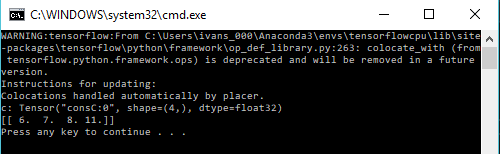 C:\WINDOWS\system32\cmd.exe
WARNING:tensorflow:From C:\Users\ivans_000\Anaconda3\envs\tensorflowcpu\lib\site
-packages\tensorflow\python\framework\op_def_library.py:263: colocate_with (from
 tensorflow.python.framework.ops) is deprecated and will be removed in a future
version.
Instructions for updating:
Colocations handled automatically by placer.
c: Tensor("consC:0", shape=(4,), dtype=float32)
[[ 6.  7.  8. 11.]]
Press any key to continue . . .